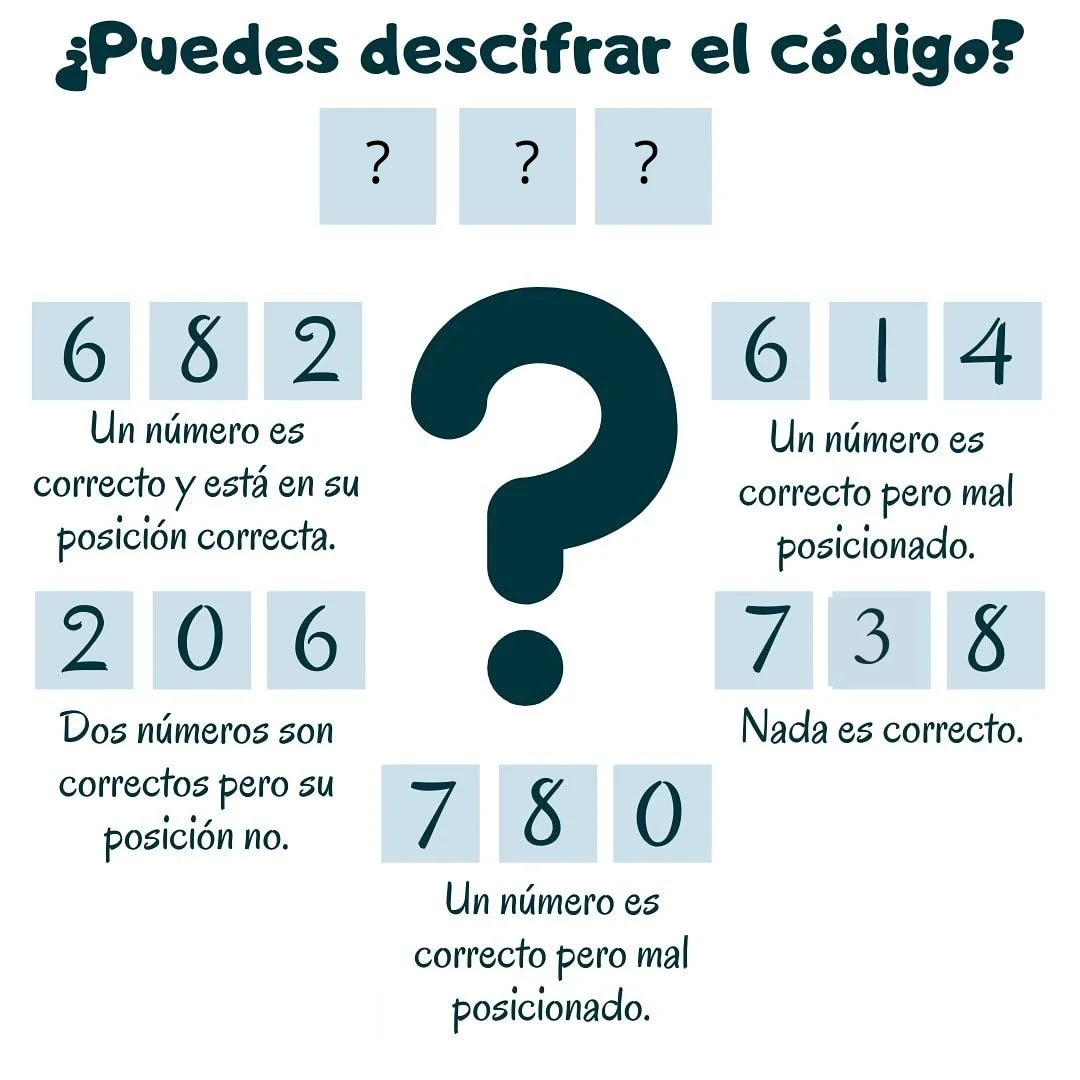 ¿Puedes descifrar el código?
? ? ?
6 8 2
Un número es
correcto y está en su
posición correcta.
6 1 4
Un número es
correcto pero mal
posicionado.
2 0 6
Dos números son
correctos pero su
posición no.
7 3 8
Nada es correcto.
?
7 8 0
Un número es
correcto pero mal
posicionado.